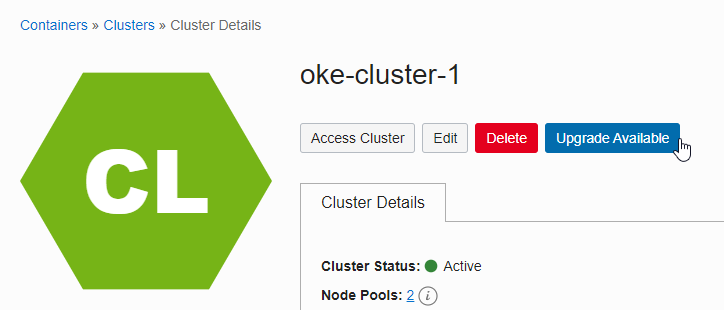 Containers » Clusters » Cluster Details
oke-cluster-1
Access Cluster Edit Delete Upgrade Available
CL
Cluster Details
Cluster Status: Active
Node Pools: 2 i